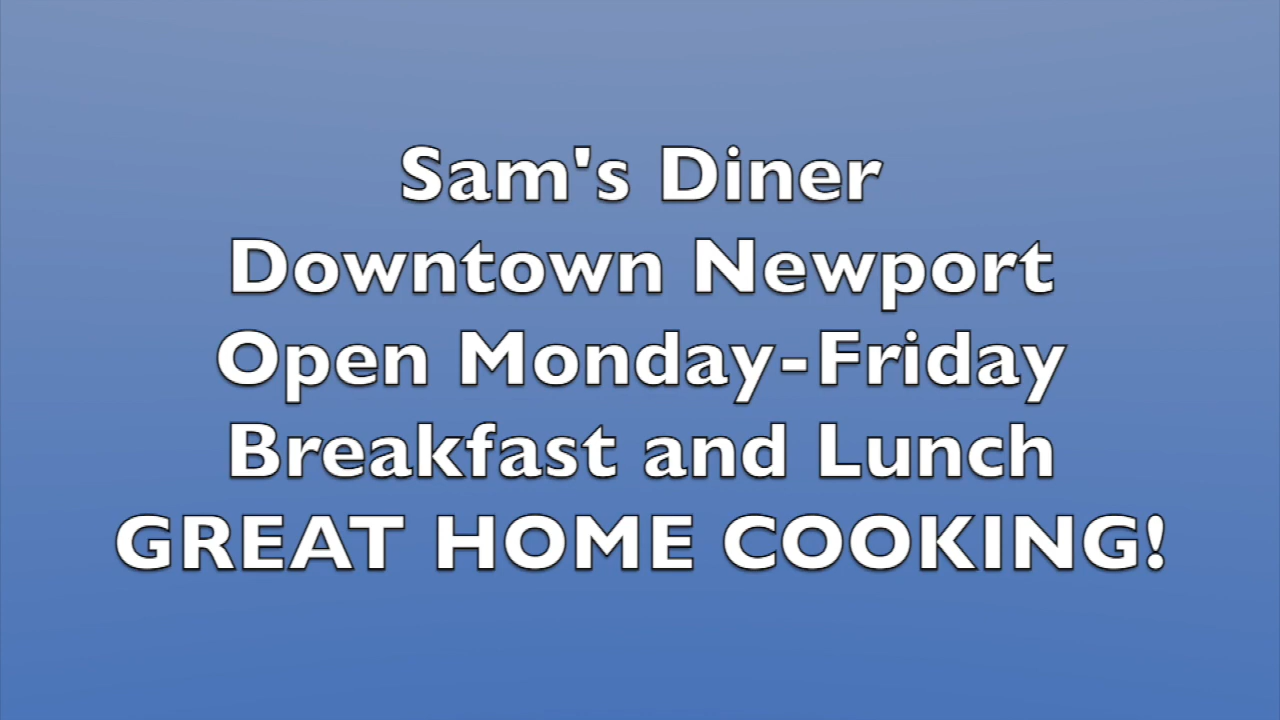 Sam's Diner
Downtown Newport
Open Monday-Friday
Breakfast and Lunch
GREAT HOME COOKING!